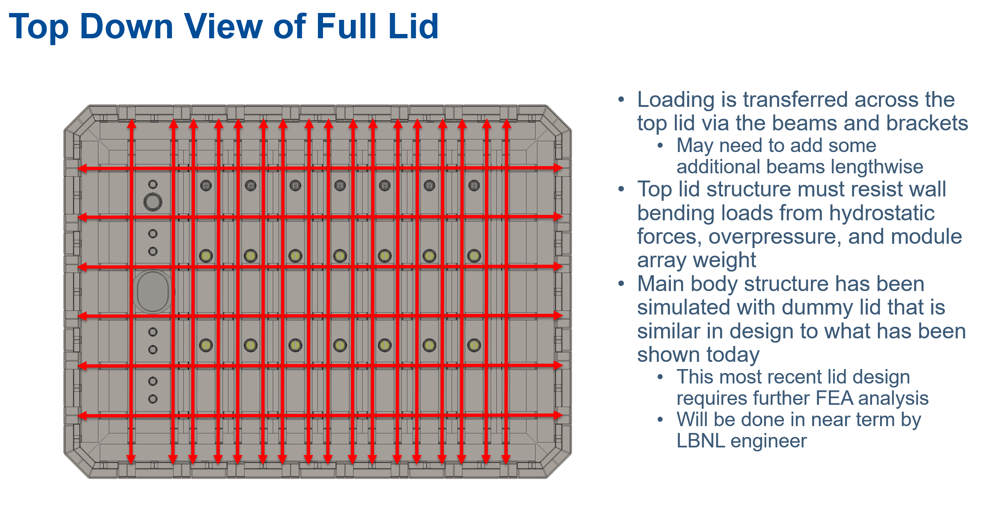 Top Down View of Full Lid
• Loading is transferred across the
top lid via the beams and brackets
• May need to add some
additional beams lengthwise
• Top lid structure must resist wall
bending loads from hydrostatic
forces, overpressure, and module
array weight
• Main body structure has been
simulated with dummy lid that is
similar in design to what has been
shown today
• This most recent lid design
requires further FEA analysis
• Will be done in near term by
LBNL engineer